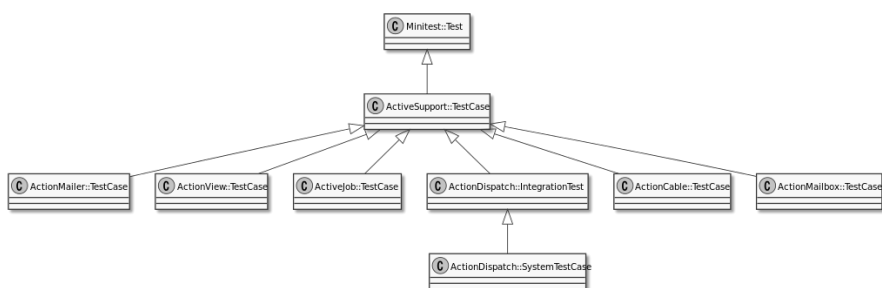 C Minitest::Test
C ActiveSupport::TestCase
C ActionMailer::TestCase
C ActionView::TestCase
C ActiveJob::TestCase
C ActionDispatch::IntegrationTest
C ActionCable::TestCase
C ActionMailbox::TestCase
C ActionDispatch::SystemTestCase